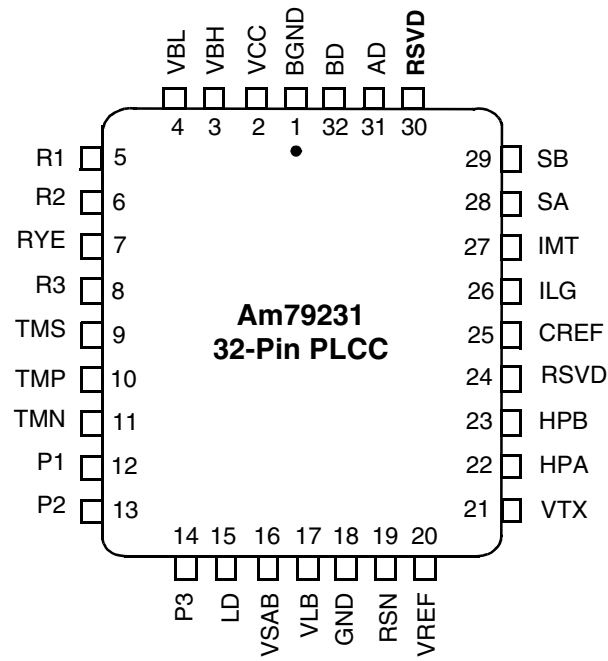 VBL
VBH
VCC
BGND
BD
AD
RSVD
4
3
2
1
32
31
30
R1
5
R2
6
RYE
7
R3
8
TMS
9
TMP
10
TMN
11
P1
12
P2
13
29
SB
28
SA
27
IMT
26
ILG
25
CREF
24
RSVD
23
HPB
22
HPA
21
VTX
Am79231
32-Pin PLCC
14
15
16
17
18
19
20
P3
LD
VSAB
VLB
GND
RSN
VREF